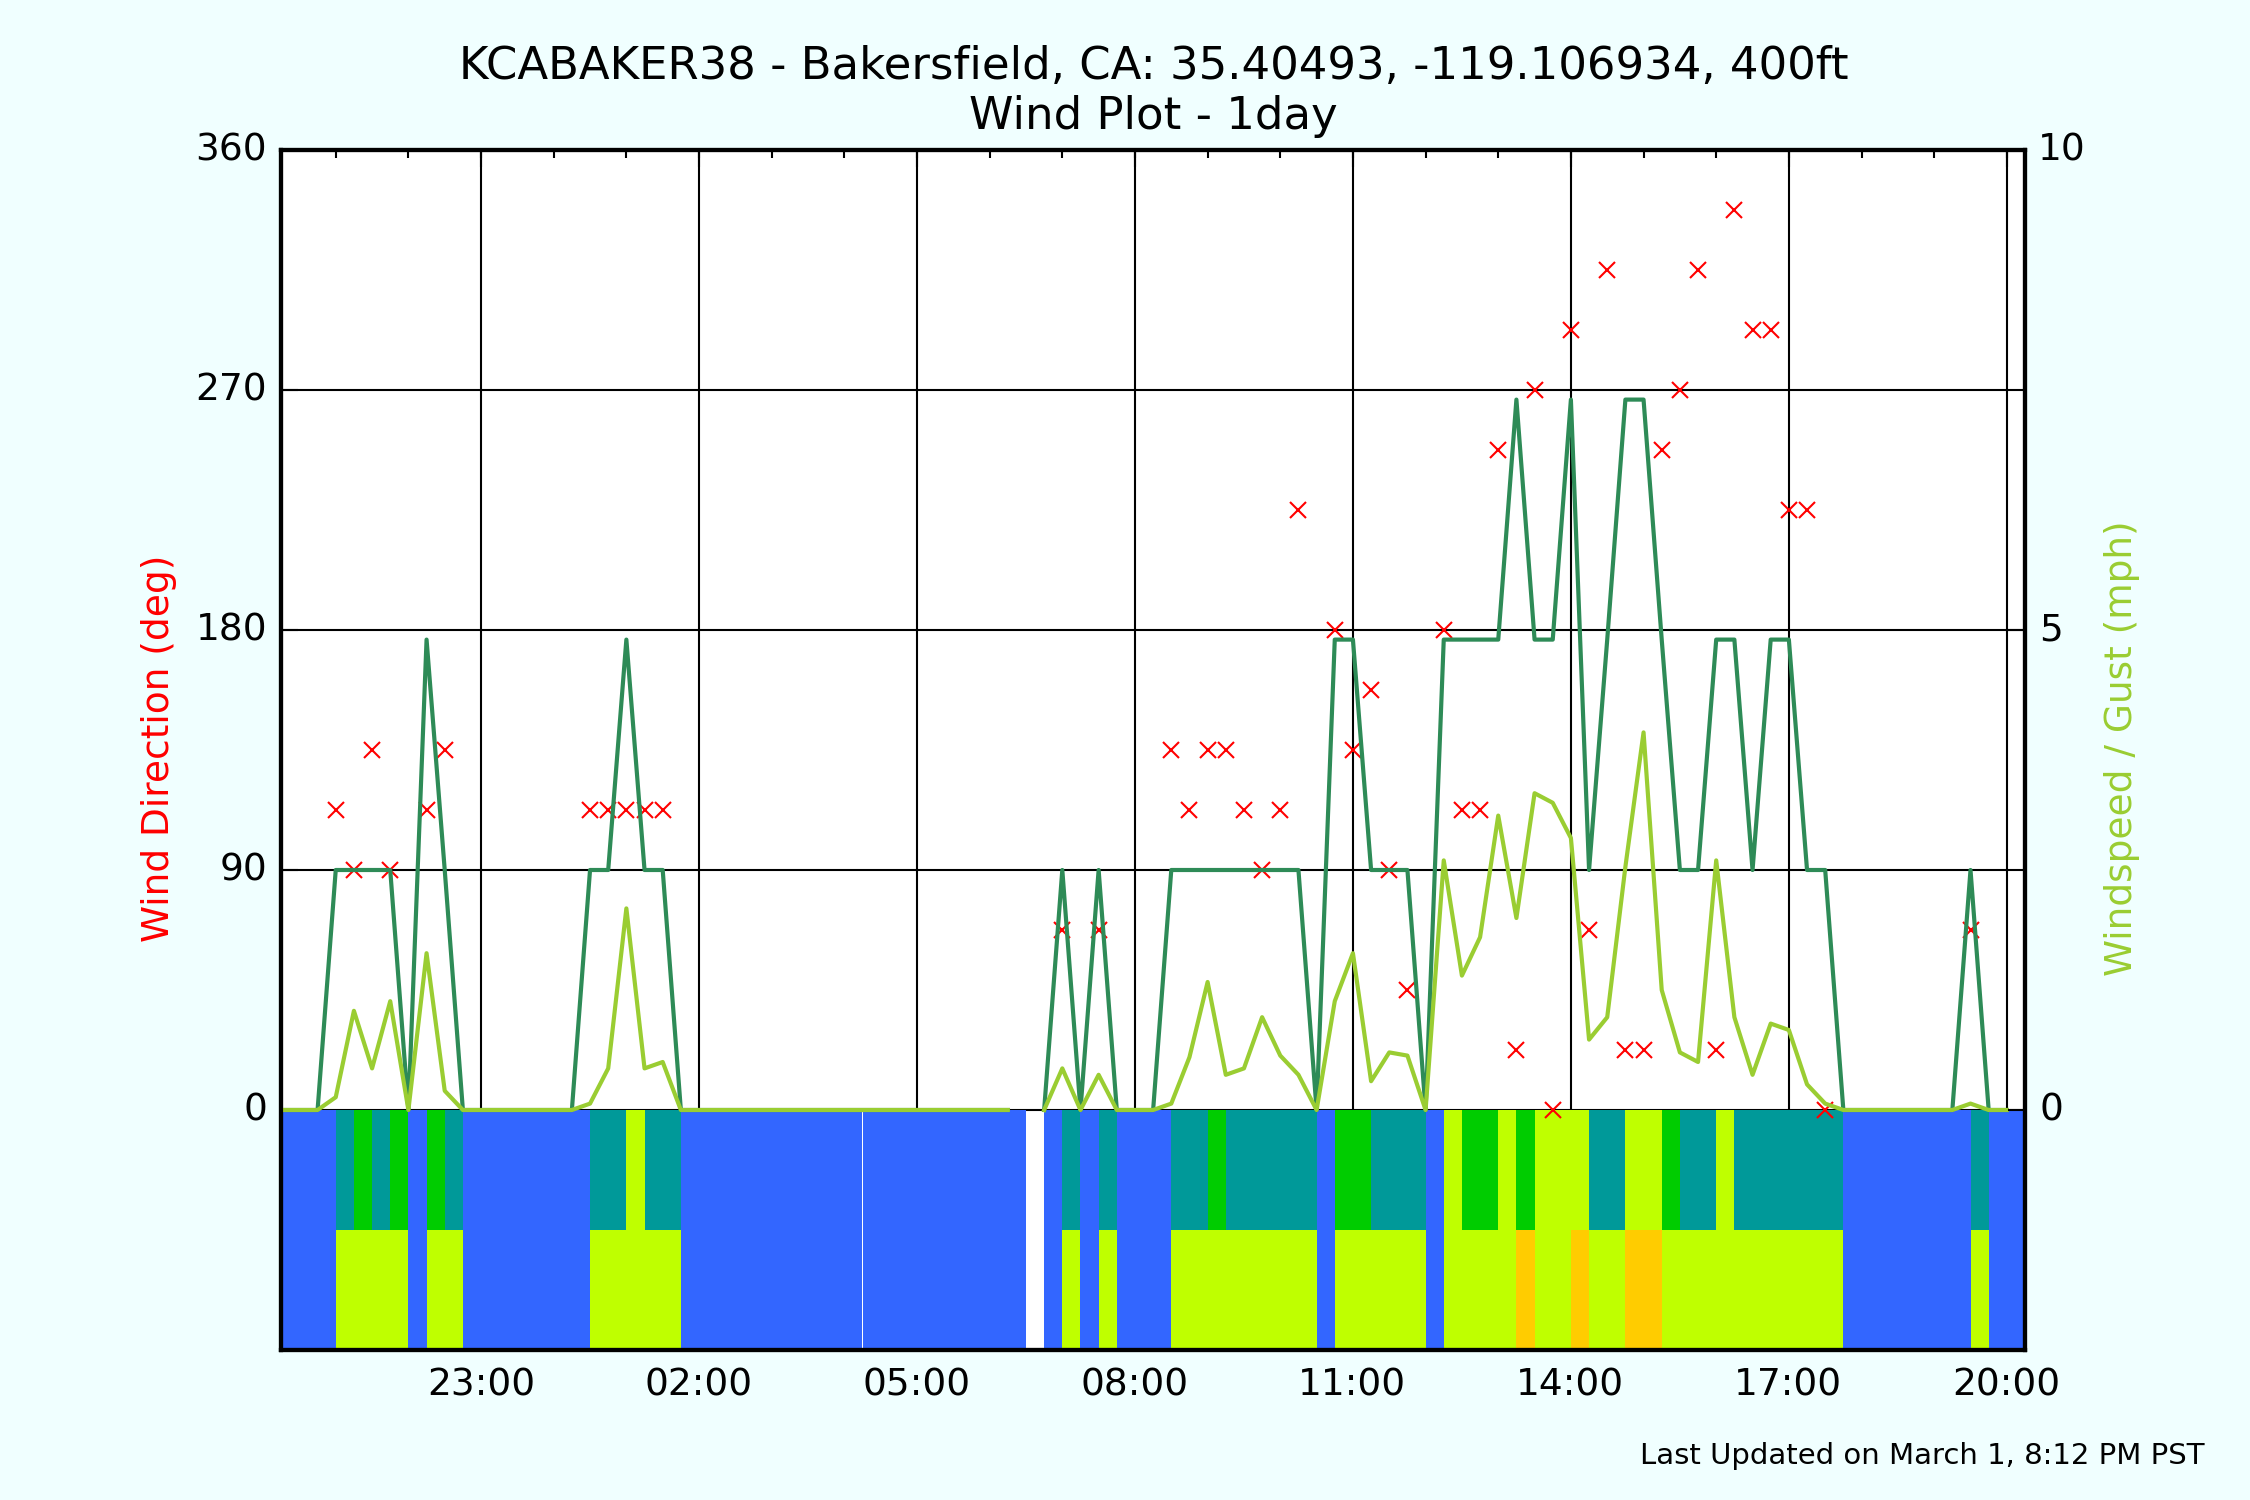 KCABAKER38 - Bakersfield, CA: 35.40493, -119.106934, 400ft
Wind Plot - 1day
360
270
180
90
0
10
5
0
Wind Direction (deg)
Windspeed / Gust (mph)
23:00 02:00 05:00 08:00 11:00 14:00 17:00 20:00
Last Updated on March 1, 8:12 PM PST